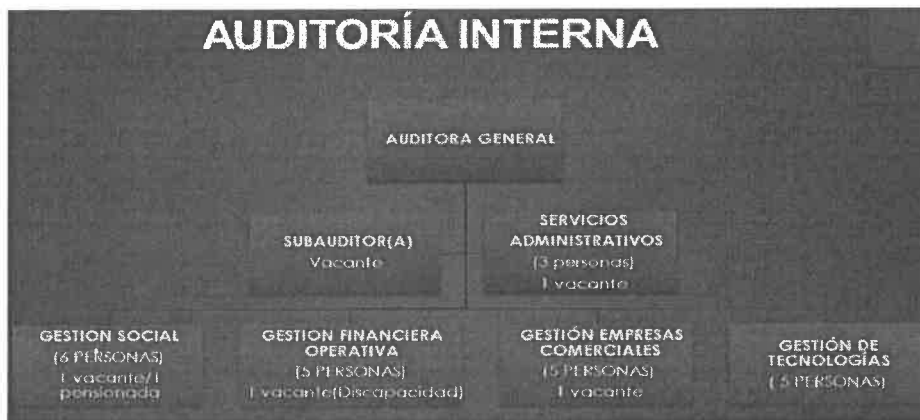 AUDITORÍA INTERNA
AUDITORA GENERAL
SUBAUDITOR(A)
Vacante
SERVICIOS
ADMINISTRATIVOS
(3 personas)
1 vacante
GESTION SOCIAL
(6 PERSONAS)
1 vacante/1
pensionada
GESTION FINANCIERA
OPERATIVA
(5 PERSONAS)
1 vacante(Discapacidad)
GESTIÓN EMPRESAS
COMERCIALES
(5 PERSONAS)
1 vacante
GESTIÓN DE
TECNOLOGÍAS
( 5 PERSONAS)